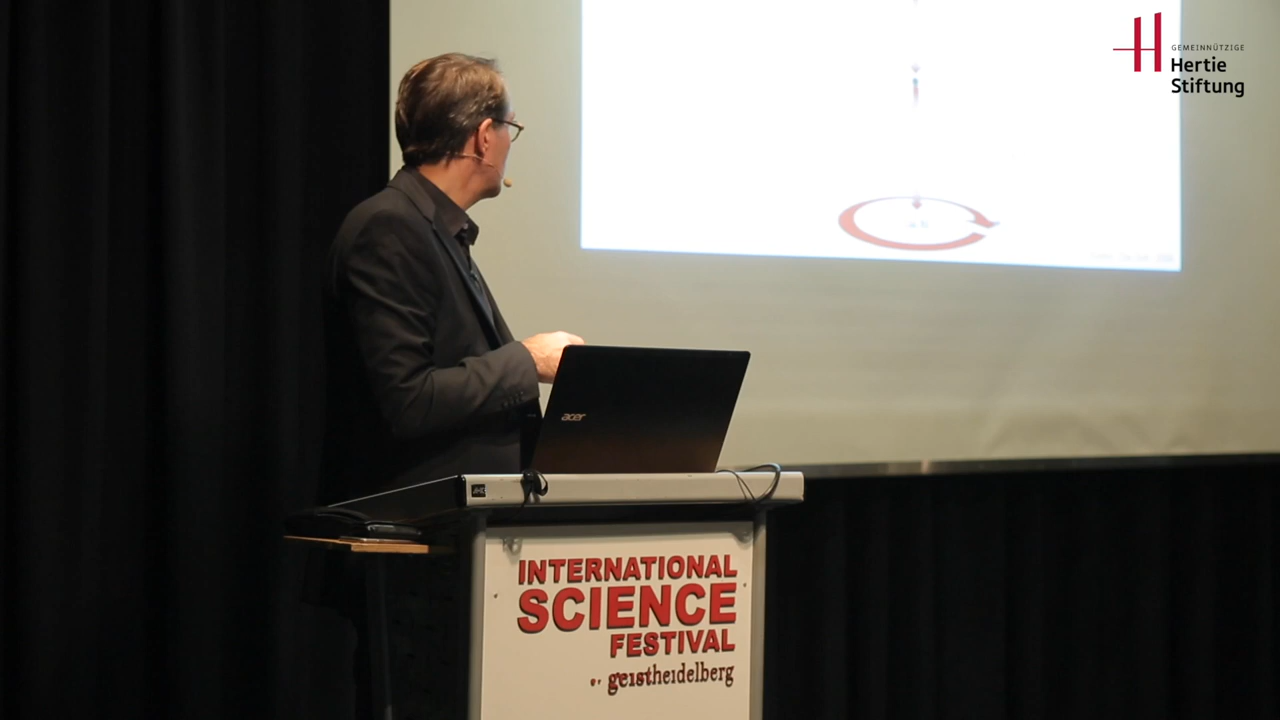 GEMEINNÜTZIGE
Hertie
Stiftung
acer
INTERNATIONAL
SCIENCE
FESTIVAL
geistheidelberg